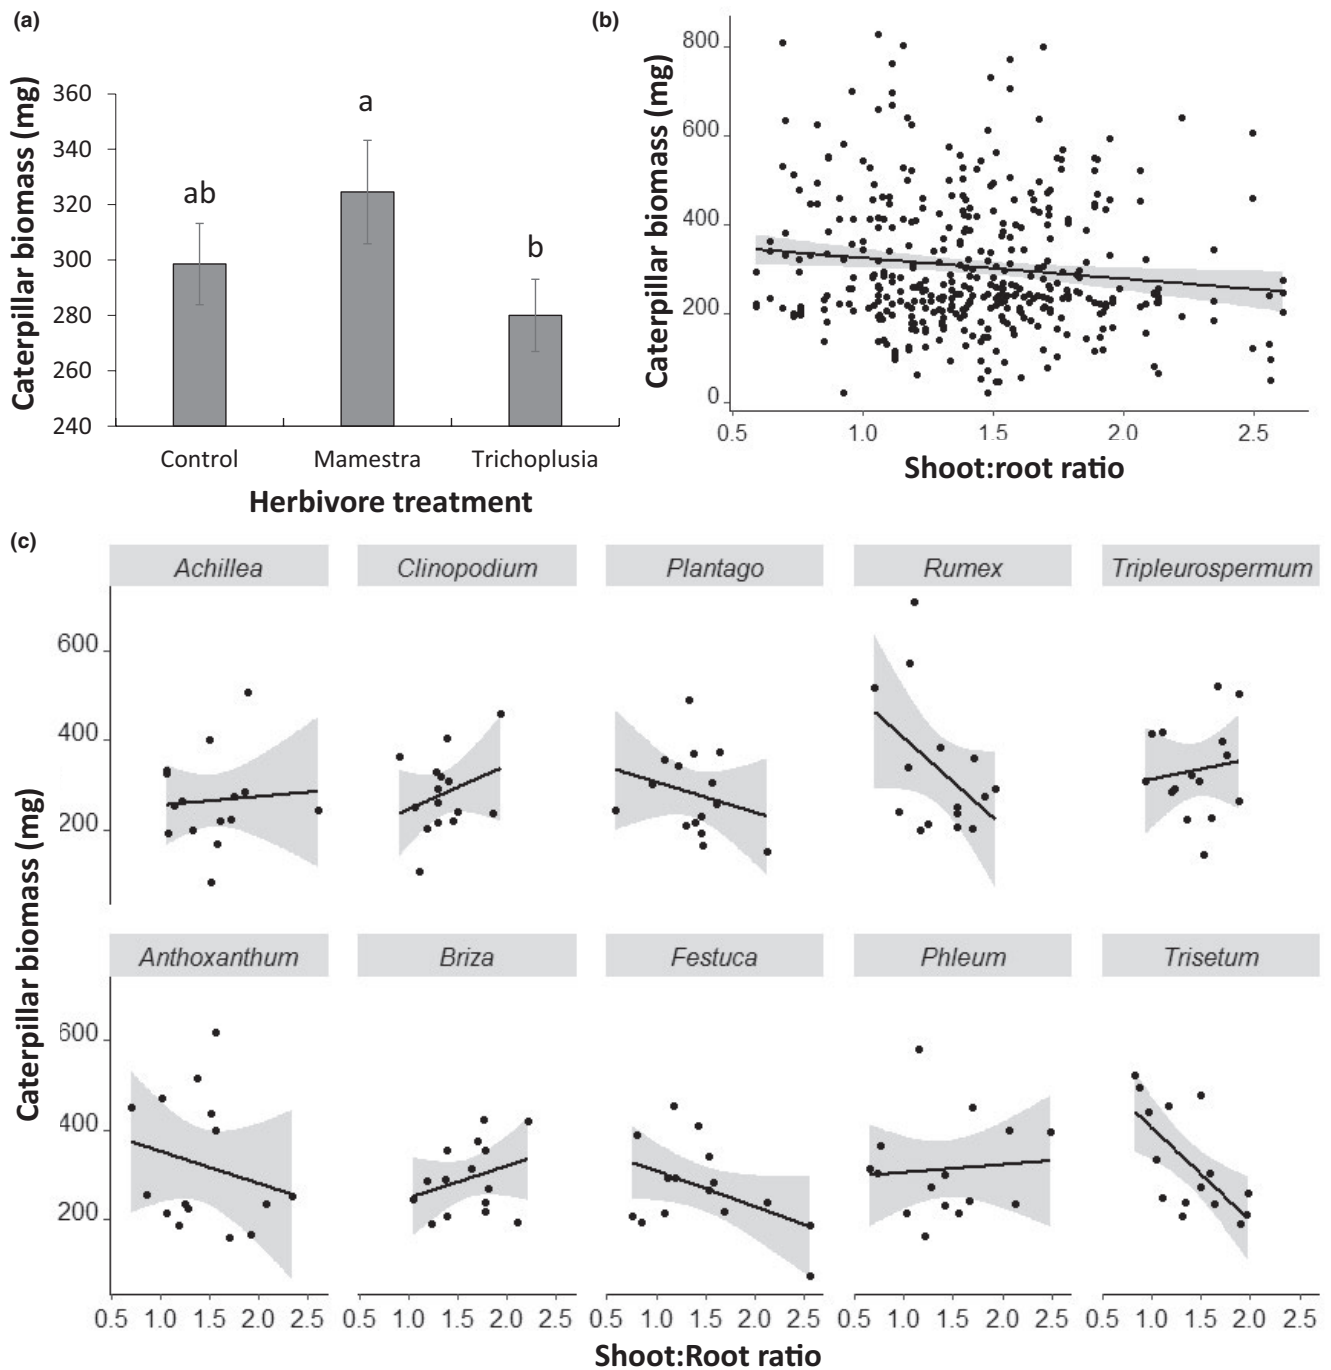 (a)
Caterpillar biomass (mg)
360
340
320
300
280
260
240
ab
a
b
Control Mamestra Trichoplusia
Herbivore treatment
(b)
Caterpillar biomass (mg)
800
600
400
200
0
0.5 1.0 1.5 2.0 2.5
Shoot:root ratio
(c)
Caterpillar biomass (mg)
Achillea Clinopodium Plantago Rumex Tripleurospermum
600
400
200
Anthoxanthum Briza Festuca Phleum Trisetum
600
400
200
0.5 1.0 1.5 2.0 2.5 0.5 1.0 1.5 2.0 2.5 0.5 1.0 1.5 2.0 2.5 0.5 1.0 1.5 2.0 2.5 0.5 1.0 1.5 2.0 2.5
Shoot:Root ratio